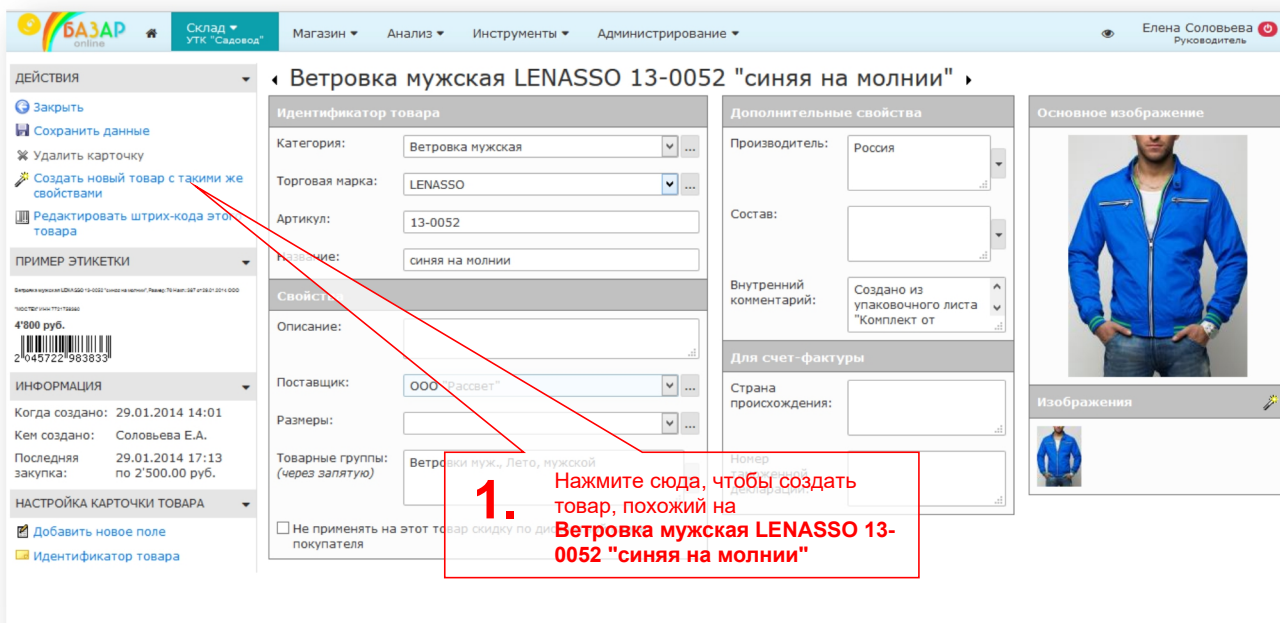 БАЗАР
online
Склад
УТК "Садовод"
Магазин
Анализ
Инструменты
Администрирование
Елена Соловьева
Руководитель
ДЕЙСТВИЯ
Закрыть
Сохранить данные
Удалить карточку
Создать новый товар с такими же
свойствами
Редактировать штрих-кода этого
товара
ПРИМЕР ЭТИКЕТКИ
4'800 руб.
2 045722 983833
ИНФОРМАЦИЯ
Когда создано: 29.01.2014 14:01
Кем создано: Соловьева Е.А.
Последняя 29.01.2014 17:13
закупка: по 2'500.00 руб.
НАСТРОЙКА КАРТОЧКИ ТОВАРА
Добавить новое поле
Идентификатор товара
Ветровка мужская LENASSO 13-0052 "синяя на молнии"
Идентификатор товара
Категория: Ветровка мужская ...
Торговая марка: LENASSO ...
Артикул: 13-0052
Название: синяя на молнии
Свойства
Описание:
Поставщик: ООО "Рассвет" ...
Размеры: ...
Товарные группы: Ветровки муж., Лето, мужской
(через запятую)
Не применять на этот товар скидку по
покупателя
Дополнительные свойства
Производитель: Россия
Состав:
Внутренний Создано из
комментарий: упаковочного листа
"Комплект от
Для счет-фактуры
Страна
происхождения:
Номер
таможенной
декларации:
Основное изображение
Изображения
1.
Нажмите сюда, чтобы создать
товар, похожий на
Ветровка мужская LENASSO 13-
0052 "синяя на молнии"